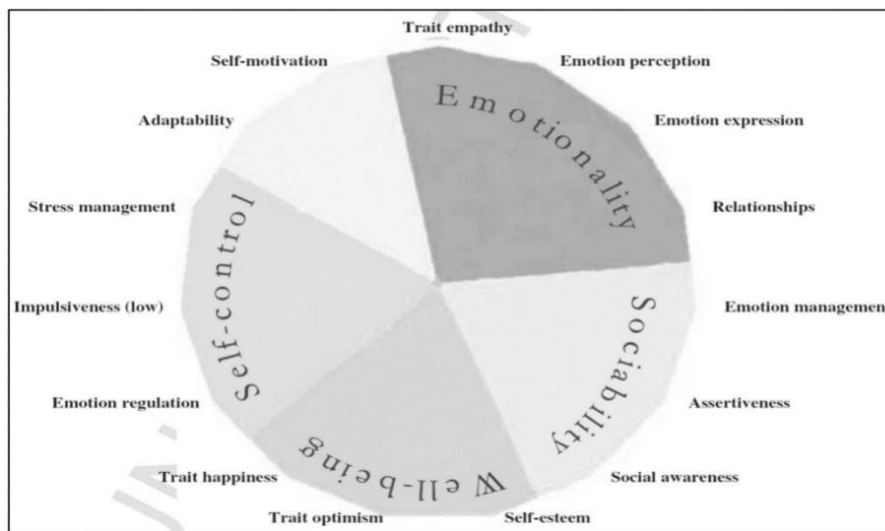 Trait empathy
Self-motivation
Emotion perception
Adaptability
Emotion expression
Stress management
Relationships
Impulsiveness (low)
Emotion management
Emotion regulation
Assertiveness
Trait happiness
Social awareness
Trait optimism
Self-esteem
Emotionality
Self-control
Sociability
Well-being